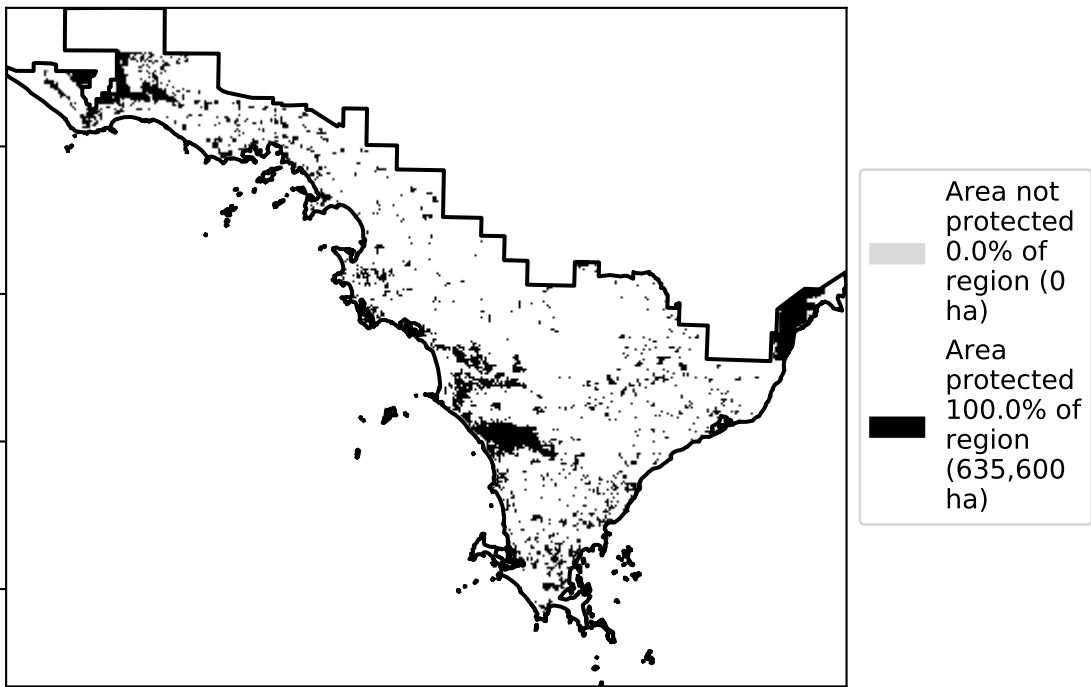 Area not
protected
0.0% of
region (0
ha)
Area
protected
100.0% of
region
(635,600
ha)